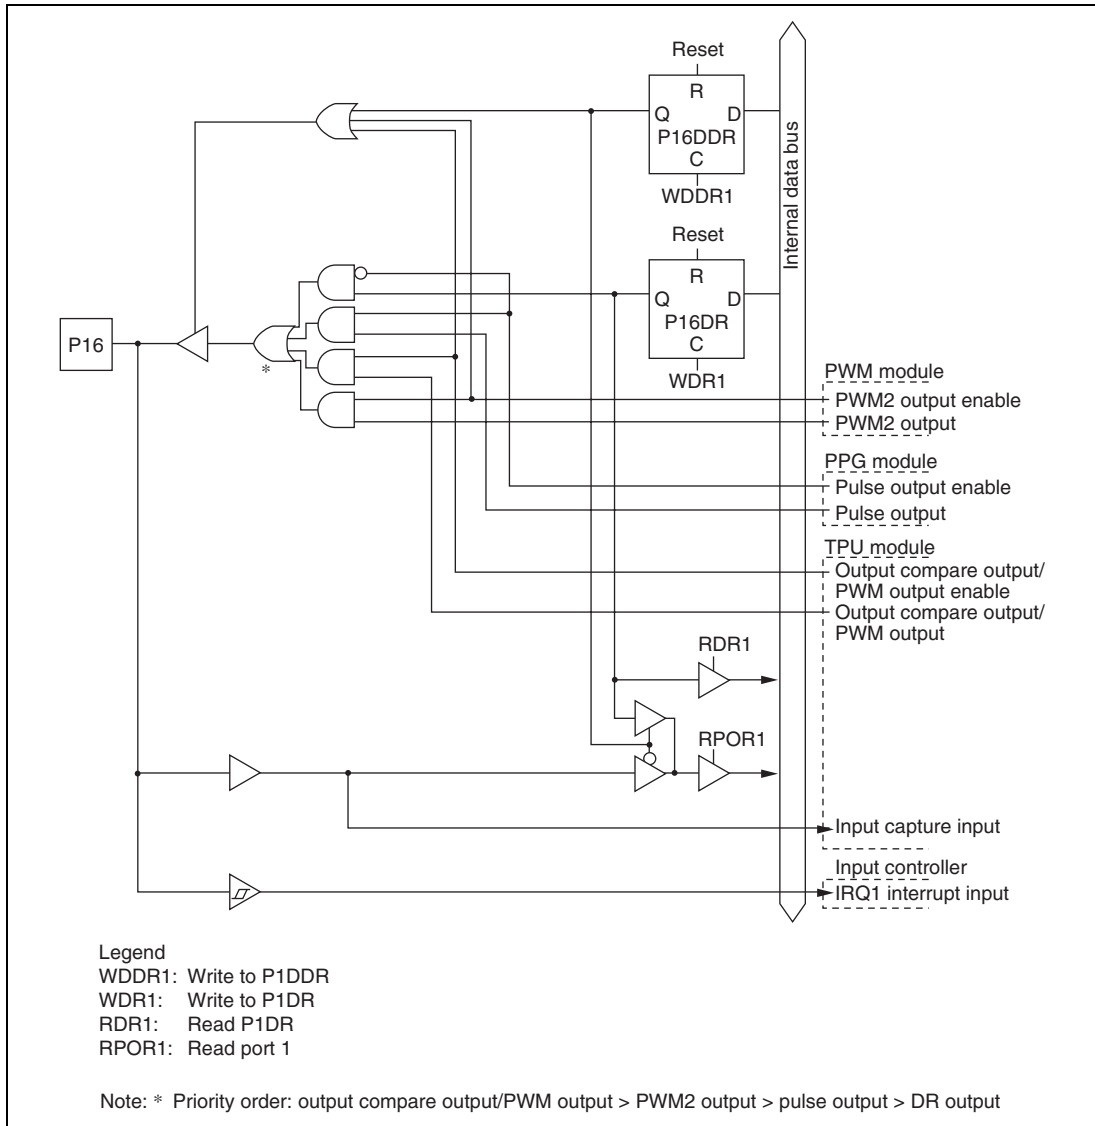 Reset
R
Q D
P16DDR
C
WDDR1
Internal data bus
Reset
R
Q D
P16DR
C
WDR1
P16
*
PWM module
PWM2 output enable
PWM2 output
PPG module
Pulse output enable
Pulse output
TPU module
Output compare output/
PWM output enable
Output compare output/
PWM output
RDR1
RPOR1
Input capture input
Input controller
IRQ1 interrupt input
Legend
WDDR1: Write to P1DDR
WDR1: Write to P1DR
RDR1: Read P1DR
RPOR1: Read port 1
Note: * Priority order: output compare output/PWM output > PWM2 output > pulse output > DR output